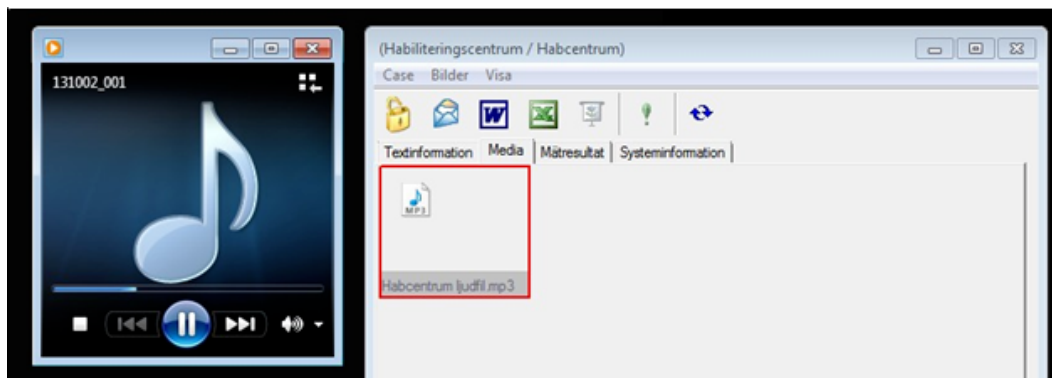 131002_001
(Habiliteringscentrum / Habcentrum)
Case Bilder Visa
W
Textinformation Media Mätresultat Systeminformation
MP3
Habcentrum ljudfil.mp3